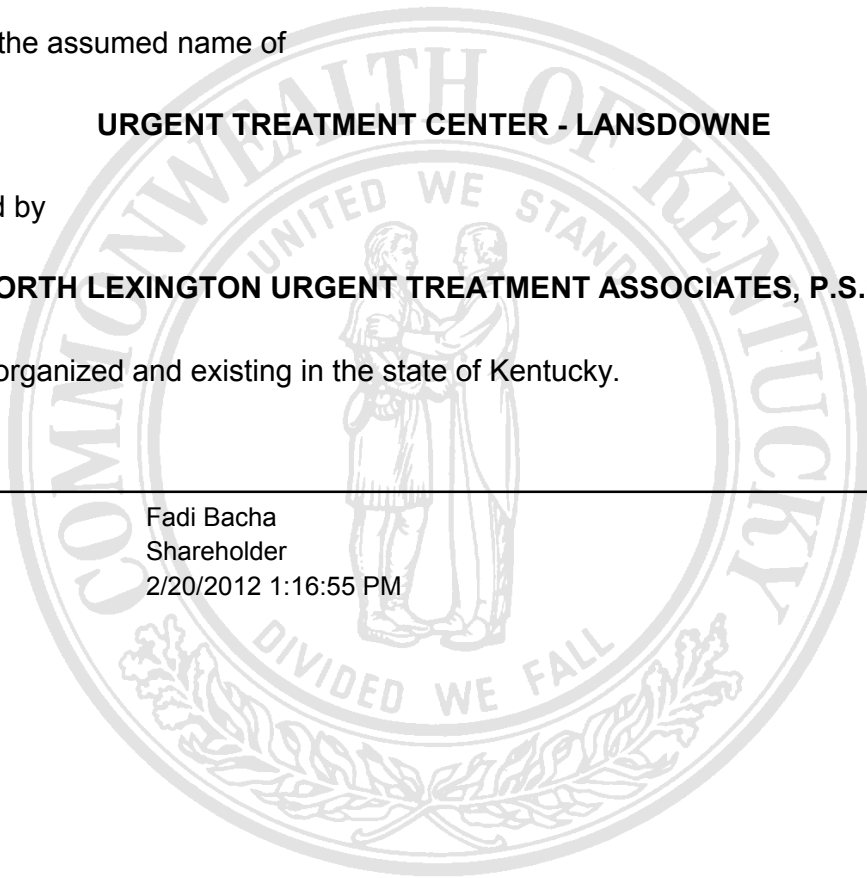 the assumed name of
URGENT TREATMENT CENTER - LANSDOWNE
d by
ORTH LEXINGTON URGENT TREATMENT ASSOCIATES, P.S.
organized and existing in the state of Kentucky.
Fadi Bacha
Shareholder
2/20/2012 1:16:55 PM
COMMONWEALTH OF KENTUCKY
UNITED WE STAND
DIVIDED WE FALL